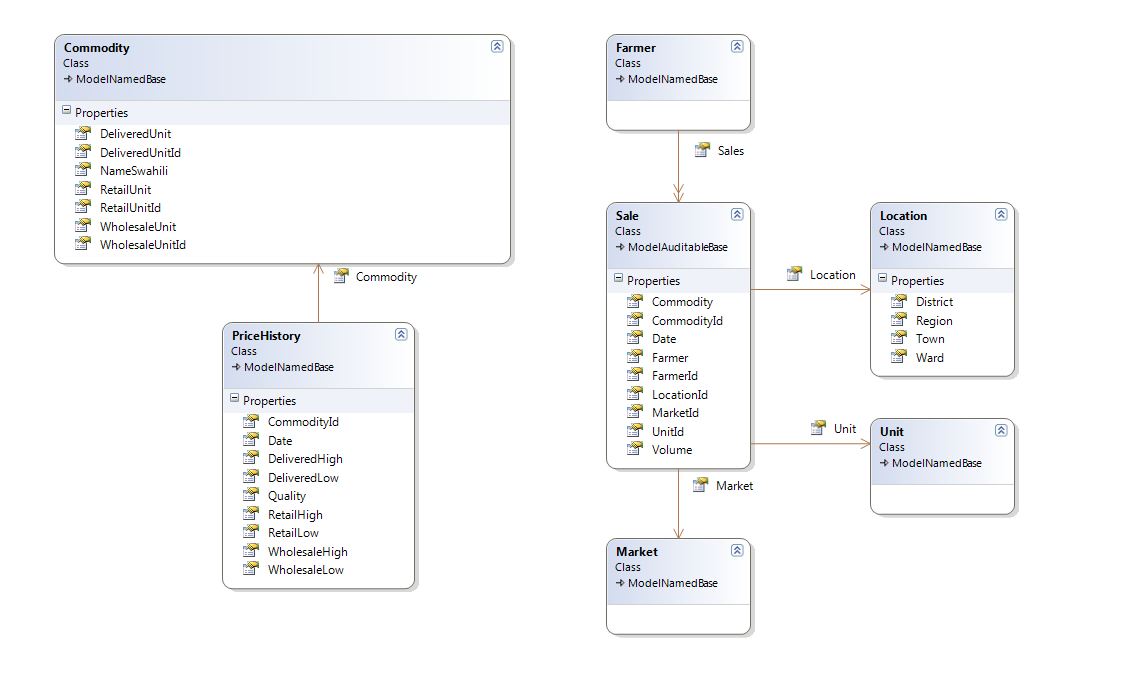 Commodity
Class
ModelNamedBase
Properties
DeliveredUnit
DeliveredUnitId
NameSwahili
RetailUnit
RetailUnitId
WholesaleUnit
WholesaleUnitId
Commodity
PriceHistory
Class
ModelNamedBase
Properties
CommodityId
Date
DeliveredHigh
DeliveredLow
Quality
RetailHigh
RetailLow
WholesaleHigh
WholesaleLow
Farmer
Class
ModelNamedBase
Sales
Sale
Class
ModelAuditableBase
Properties
Commodity
CommodityId
Date
Farmer
FarmerId
LocationId
MarketId
UnitId
Volume
Location
Location
Class
ModelNamedBase
Properties
District
Region
Town
Ward
Unit
Unit
Class
ModelNamedBase
Market
Market
Class
ModelNamedBase